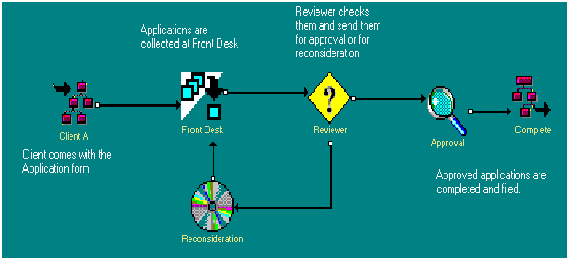 Reviewer checks
them and send them
for approval or for
reconsideration
Applications are
collected at Front Desk
Client A
Front Desk
Reviewer
Approval
Complete
Client comes with the
Application form
Approved applications are
completed and filed.
Reconsideration